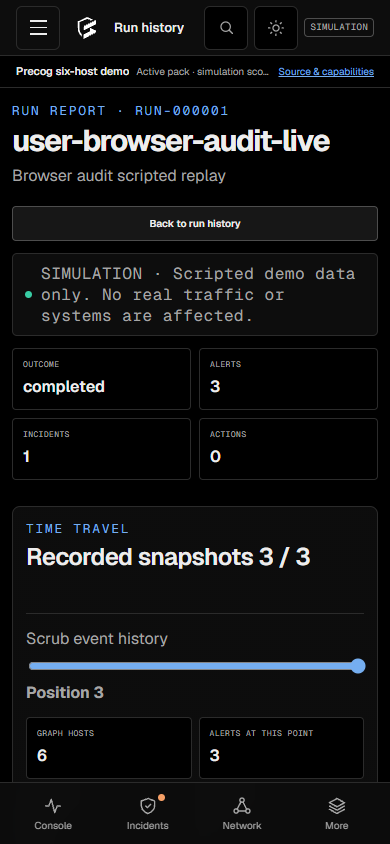 Run history
SIMULATION
Precog six-host demo Active pack · simulation sco… Source & capabilities
RUN REPORT · RUN-000001
user-browser-audit-live
Browser audit scripted replay
Back to run history
SIMULATION · Scripted demo data
only. No real traffic or
systems are affected.
OUTCOME
completed
ALERTS
3
INCIDENTS
1
ACTIONS
0
TIME TRAVEL
Recorded snapshots 3 / 3
Scrub event history
Position 3
GRAPH HOSTS
6
ALERTS AT THIS POINT
3
Console
Incidents
Network
More